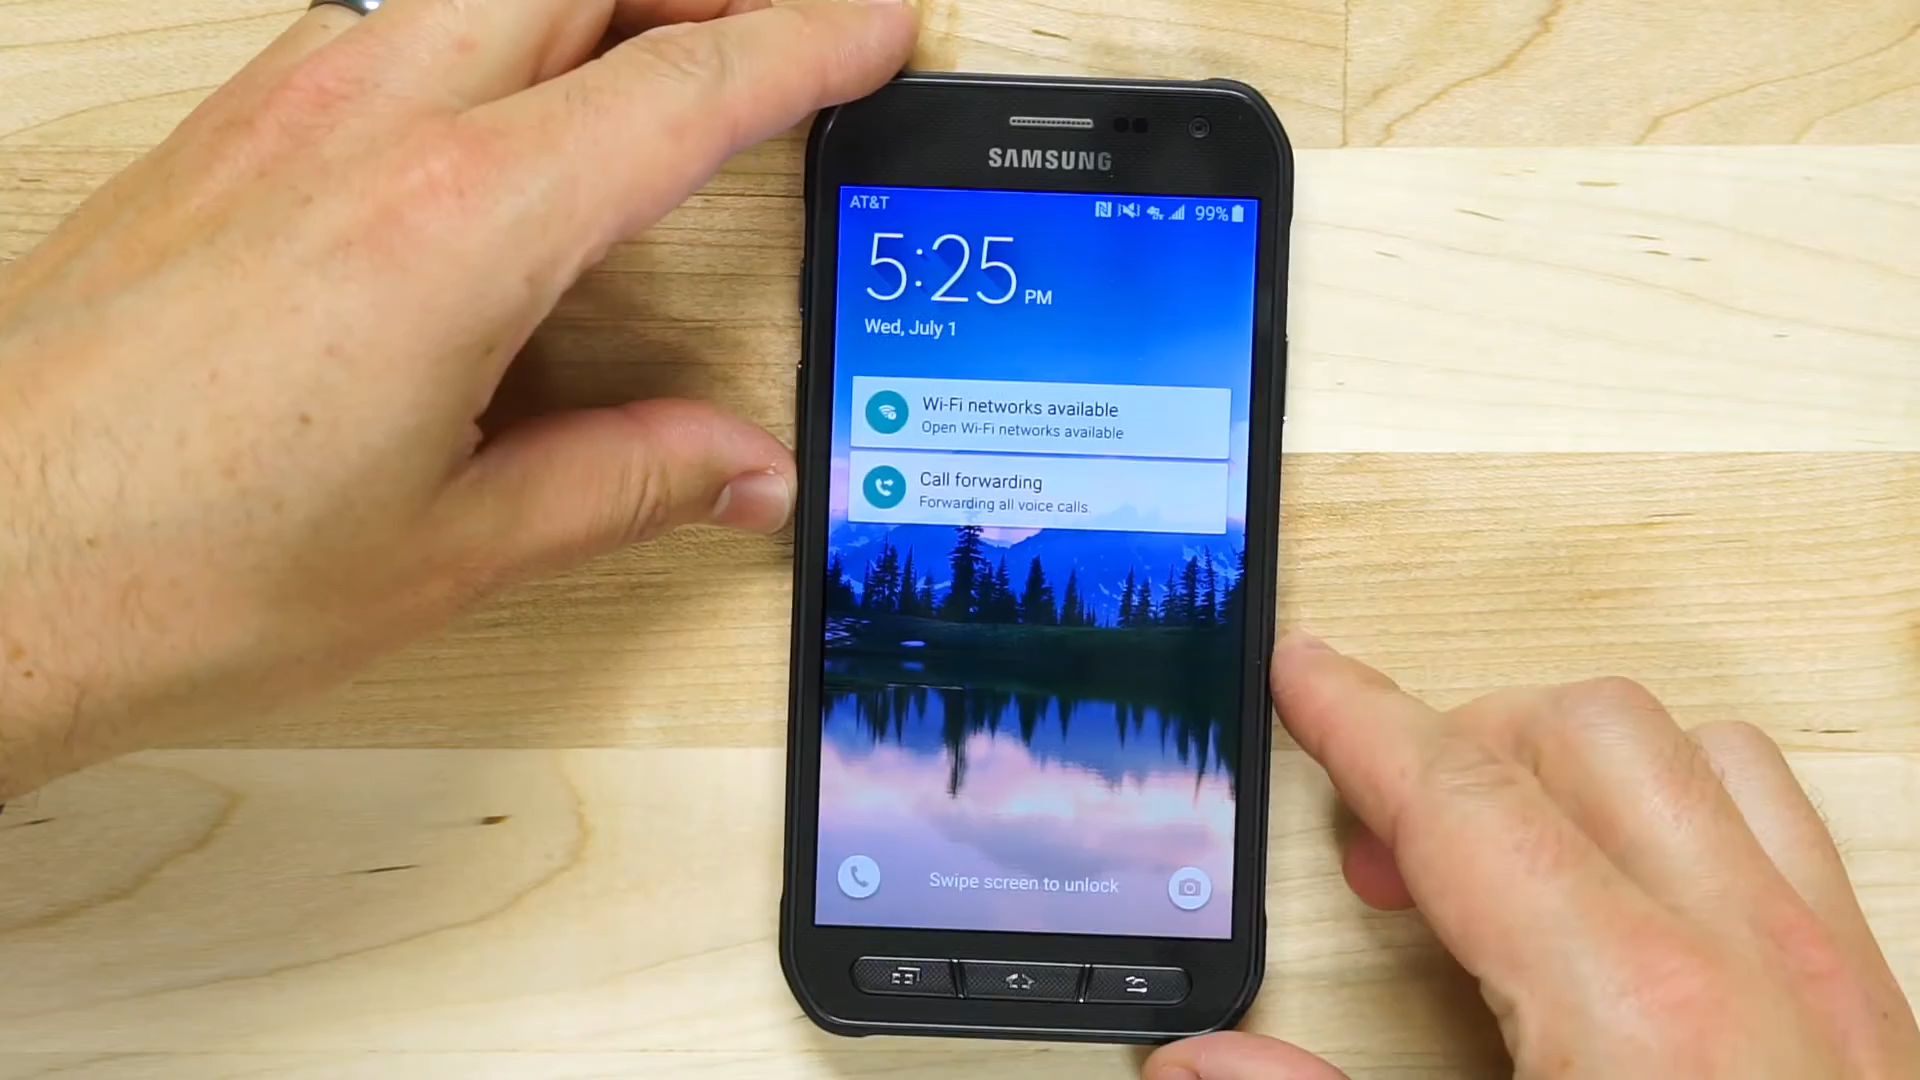 SAMSUNG
AT&T
99%
5:25 PM
Wed, July 1
Wi-Fi networks available
Open Wi-Fi networks available
Call forwarding
Forwarding all voice calls.
Swipe screen to unlock